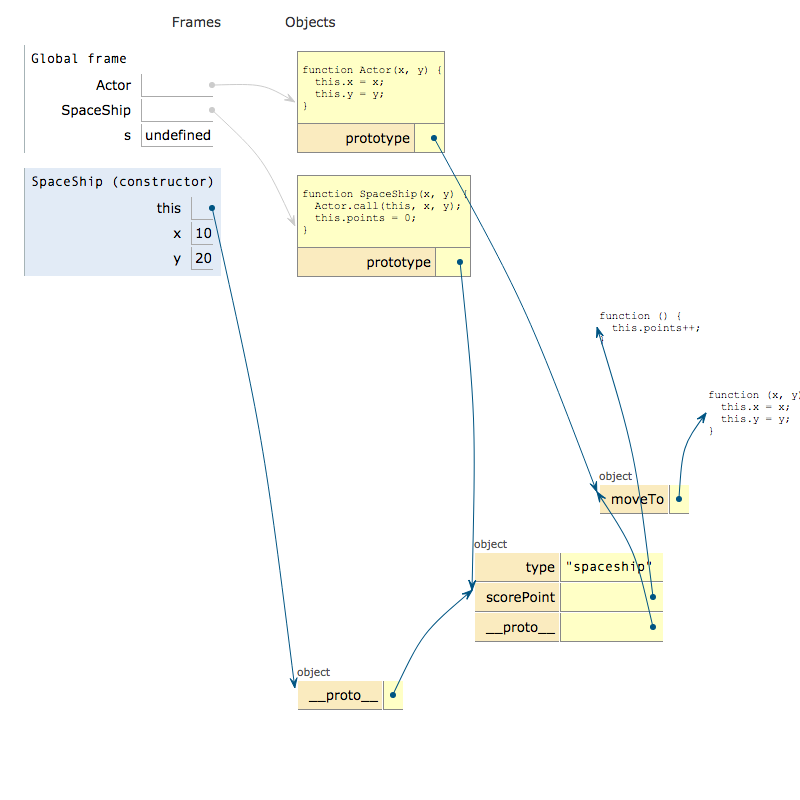 Frames Objects
Global frame
Actor
SpaceShip
s undefined
function Actor(x, y) {
this.x = x;
this.y = y;
}
prototype
SpaceShip (constructor)
this
x 10
y 20
function SpaceShip(x, y) {
Actor.call(this, x, y);
this.points = 0;
}
prototype
function () {
this.points++;
}
function (x, y)
this.x = x;
this.y = y;
}
object
moveTo
object
type "spaceship"
scorePoint
__proto__
object
__proto__